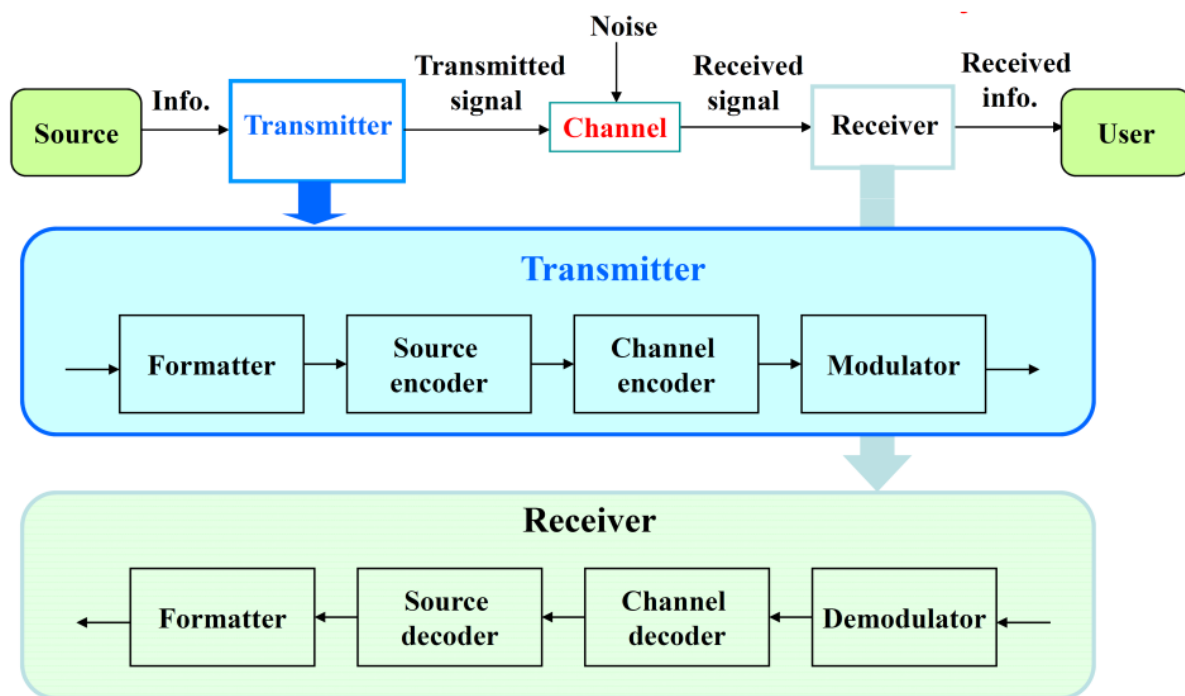 Noise
Transmitted
signal
Received
signal
Received
info.
Info.
Source
Transmitter
Channel
Receiver
User
Transmitter
Formatter
Source
encoder
Channel
encoder
Modulator
Receiver
Formatter
Source
decoder
Channel
decoder
Demodulator